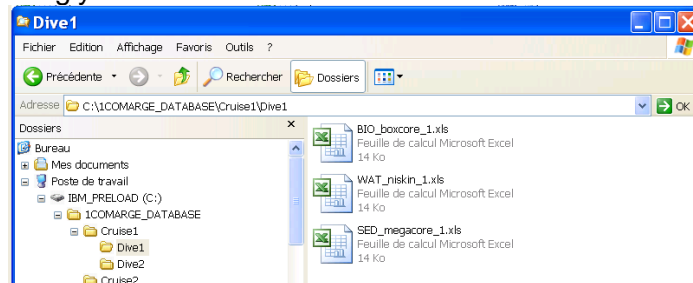 Dive1
Fichier Edition Affichage Favoris Outils ?
Précédente Rechercher Dossiers
Adresse C:\1COMARGE_DATABASE\Cruise1\Dive1 OK
Dossiers x
Bureau
Mes documents
Poste de travail
IBM_PRELOAD (C:)
1COMARGE_DATABASE
Cruise1
Dive1
Dive2
Cruise2
BIO_boxcore_1.xls
Feuille de calcul Microsoft Excel
14 Ko
WAT_niskin_1.xls
Feuille de calcul Microsoft Excel
14 Ko
SED_megacore_1.xls
Feuille de calcul Microsoft Excel
14 Ko